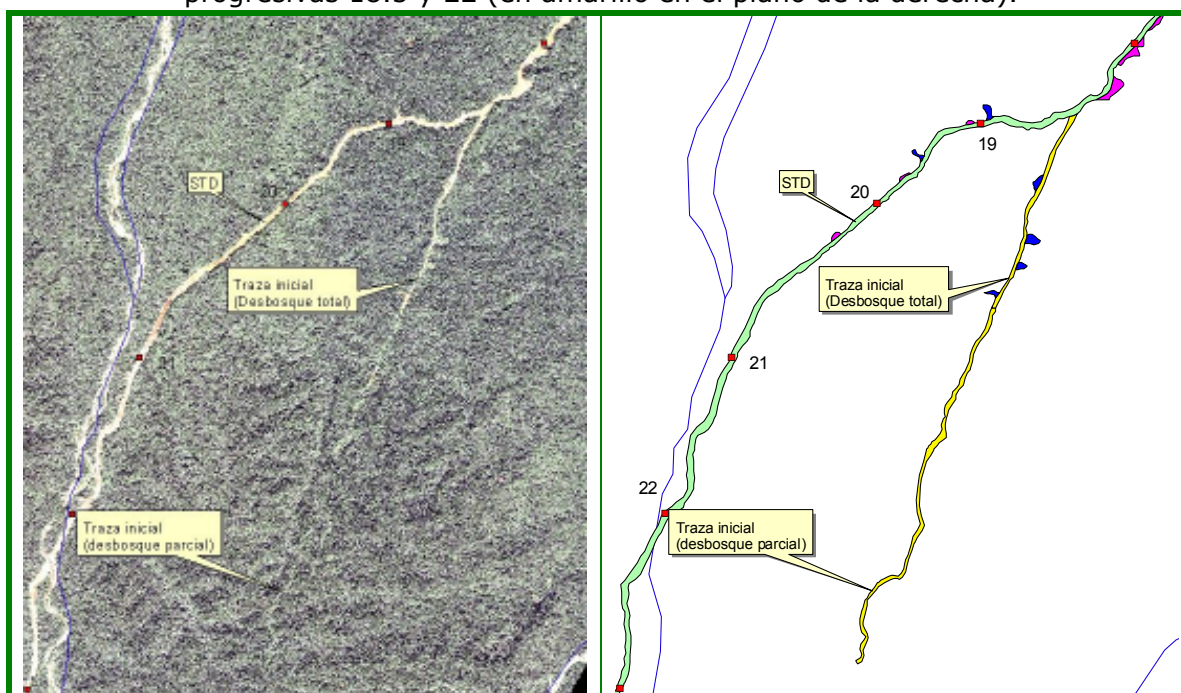 progresivas 18.5 y 22 (en amarillo en el plano de la derecha).
STD
20
Traza inicial
(Desbosque total)
Traza inicial
(desbosque parcial)
19
20
STD
Traza inicial
(Desbosque total)
21
22
Traza inicial
(desbosque parcial)